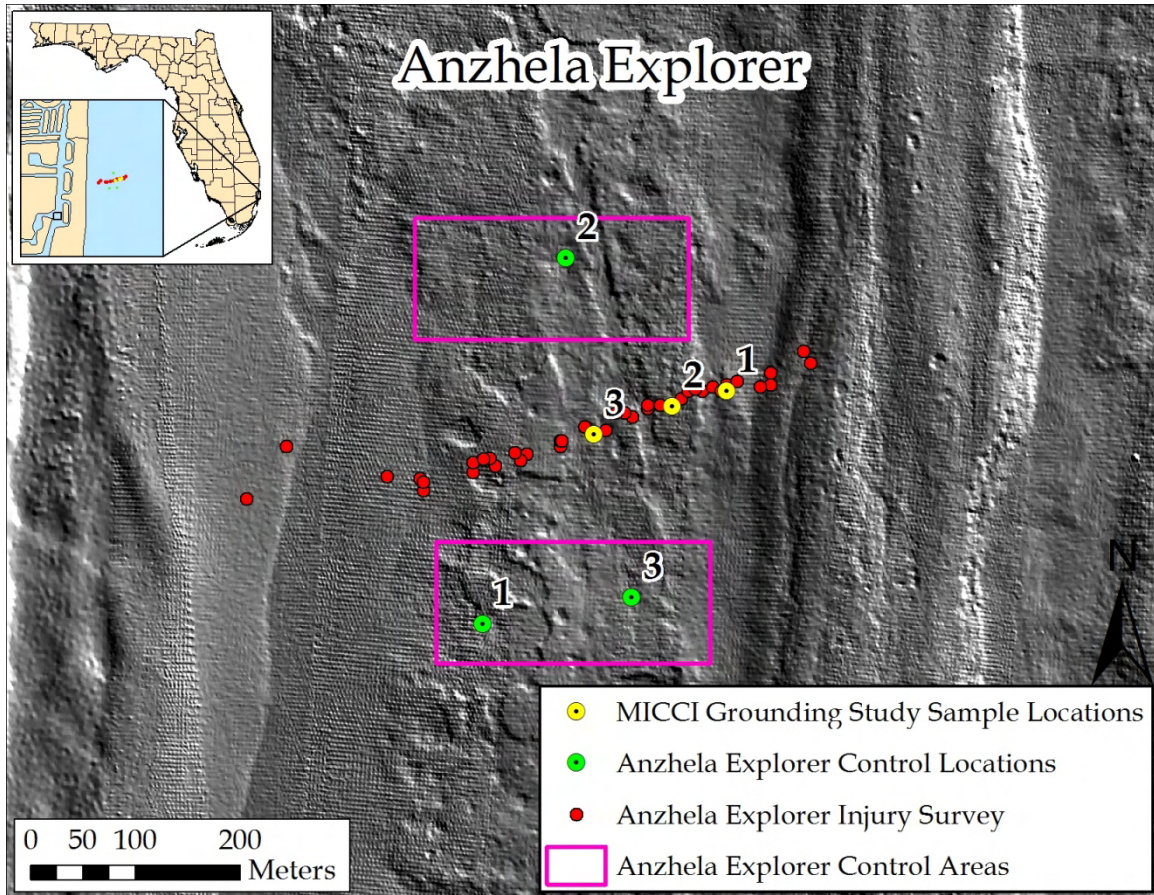 Anzhela Explorer
2
1
2
3
3
1
N
MICCI Grounding Study Sample Locations
Anzhela Explorer Control Locations
Anzhela Explorer Injury Survey
Anzhela Explorer Control Areas
0 50 100 200
Meters